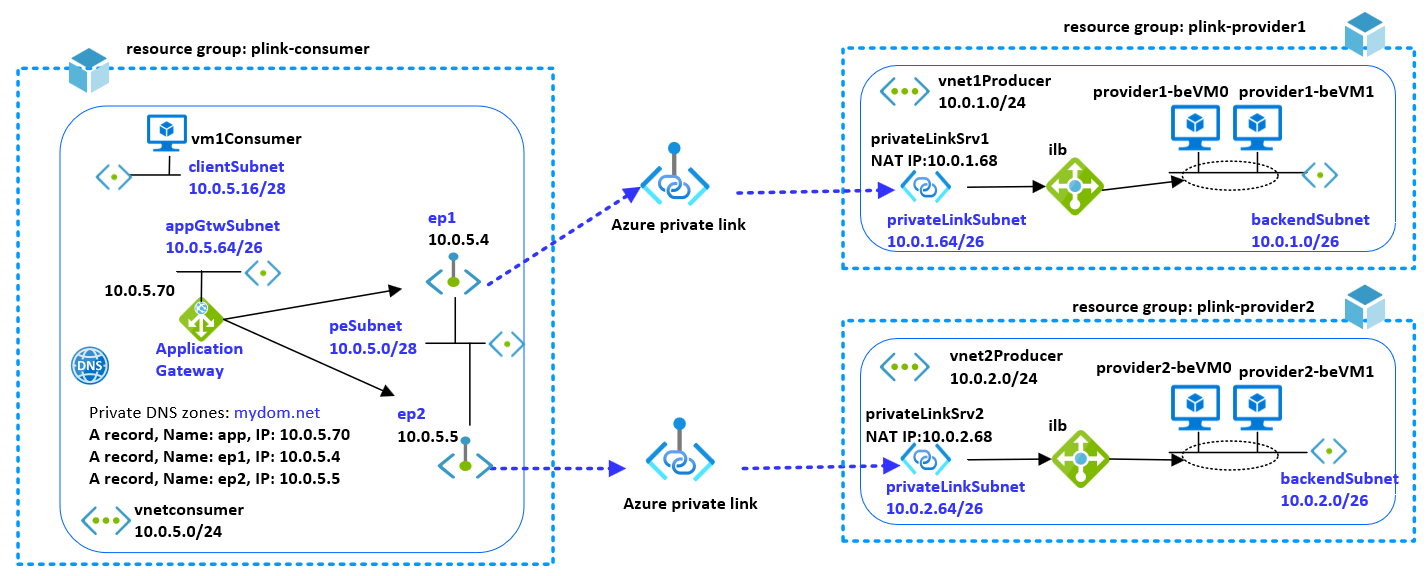 resource group: plink-consumer
vm1Consumer
clientSubnet
10.0.5.16/28
appGtwSubnet
10.0.5.64/26
10.0.5.70
Application
Gateway
ep1
10.0.5.4
peSubnet
10.0.5.0/28
ep2
10.0.5.5
DNS
Private DNS zones: mydom.net
A record, Name: app, IP: 10.0.5.70
A record, Name: ep1, IP: 10.0.5.4
A record, Name: ep2, IP: 10.0.5.5
vnetconsumer
10.0.5.0/24
Azure private link
Azure private link
resource group: plink-provider1
vnet1Producer
10.0.1.0/24
provider1-beVM0
provider1-beVM1
privateLinkSrv1
NAT IP:10.0.1.68
ilb
privateLinkSubnet
10.0.1.64/26
backendSubnet
10.0.1.0/26
resource group: plink-provider2
vnet2Producer
10.0.2.0/24
provider2-beVM0
provider2-beVM1
privateLinkSrv2
NAT IP:10.0.2.68
ilb
privateLinkSubnet
10.0.2.64/26
backendSubnet
10.0.2.0/26